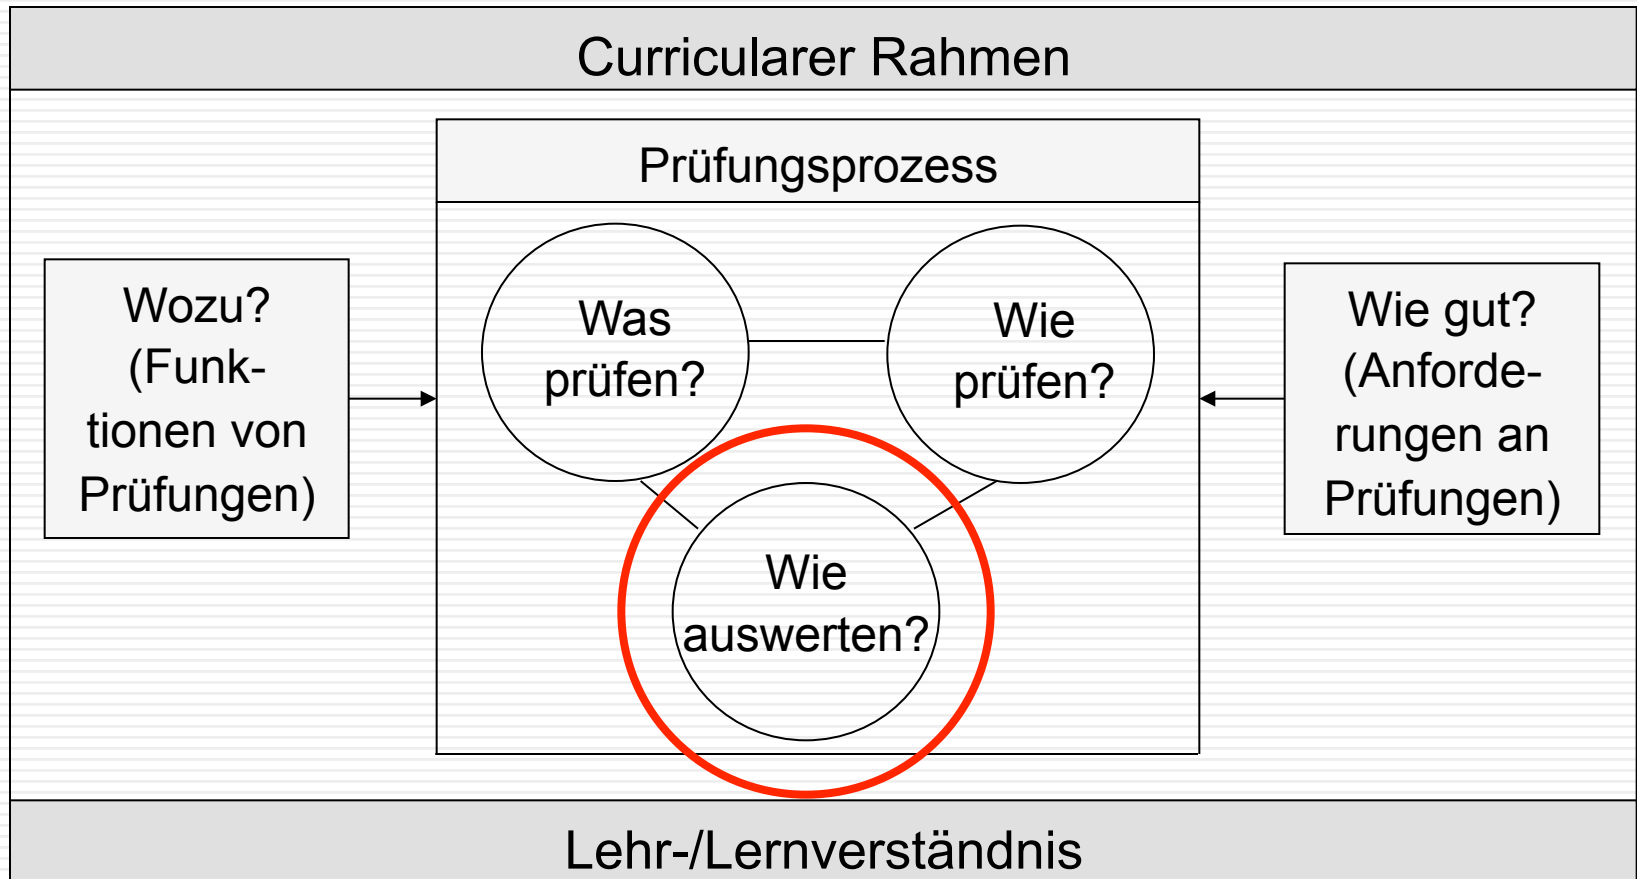 Curricularer Rahmen
Prüfungsprozess
Wozu?
(Funk-
tionen von
Prüfungen)
Was
prüfen?
Wie
prüfen?
Wie
auswerten?
Wie gut?
(Anforde-
rungen an
Prüfungen)
Lehr-/Lernverständnis